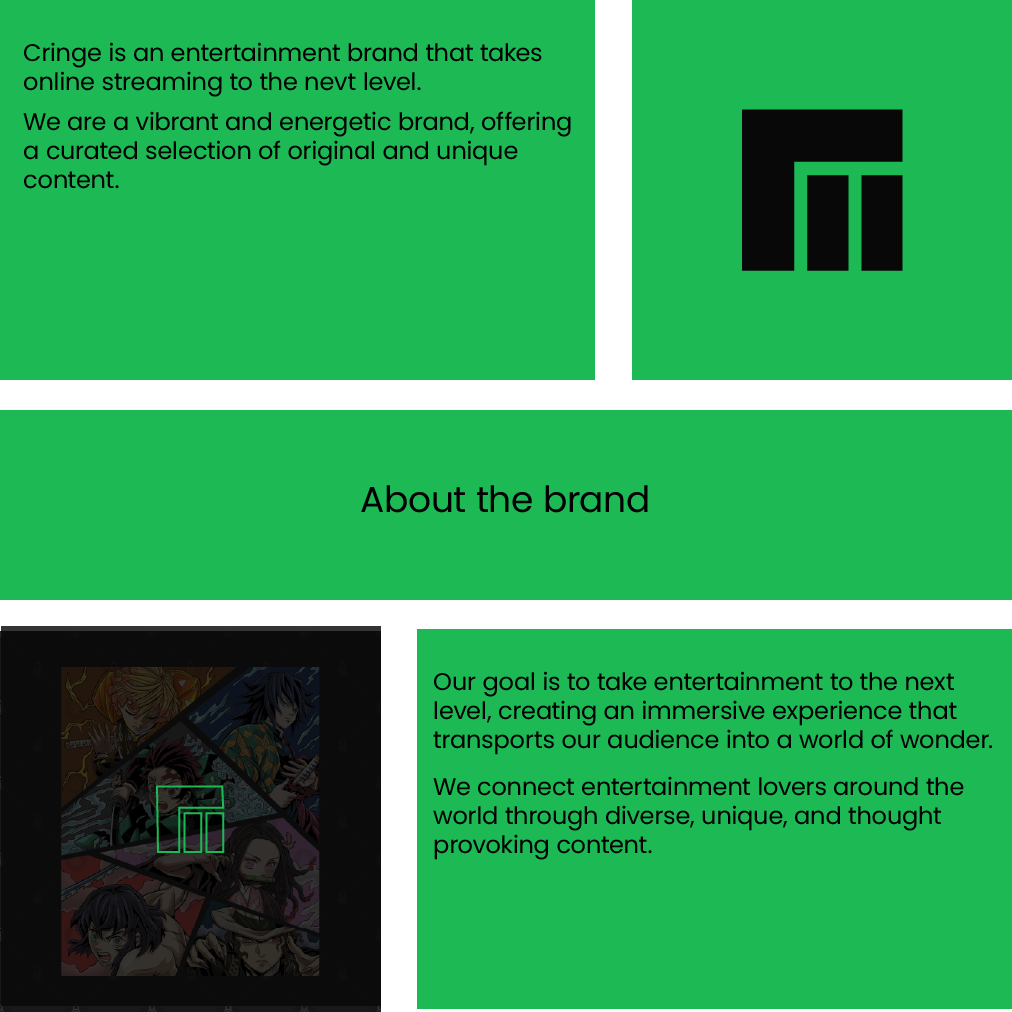 Cringe is an entertainment brand that takes
online streaming to the nevt level.
We are a vibrant and energetic brand, offering
a curated selection of original and unique
content.
About the brand
Our goal is to take entertainment to the next
level, creating an immersive experience that
transports our audience into a world of wonder.
We connect entertainment lovers around the
world through diverse, unique, and thought
provoking content.